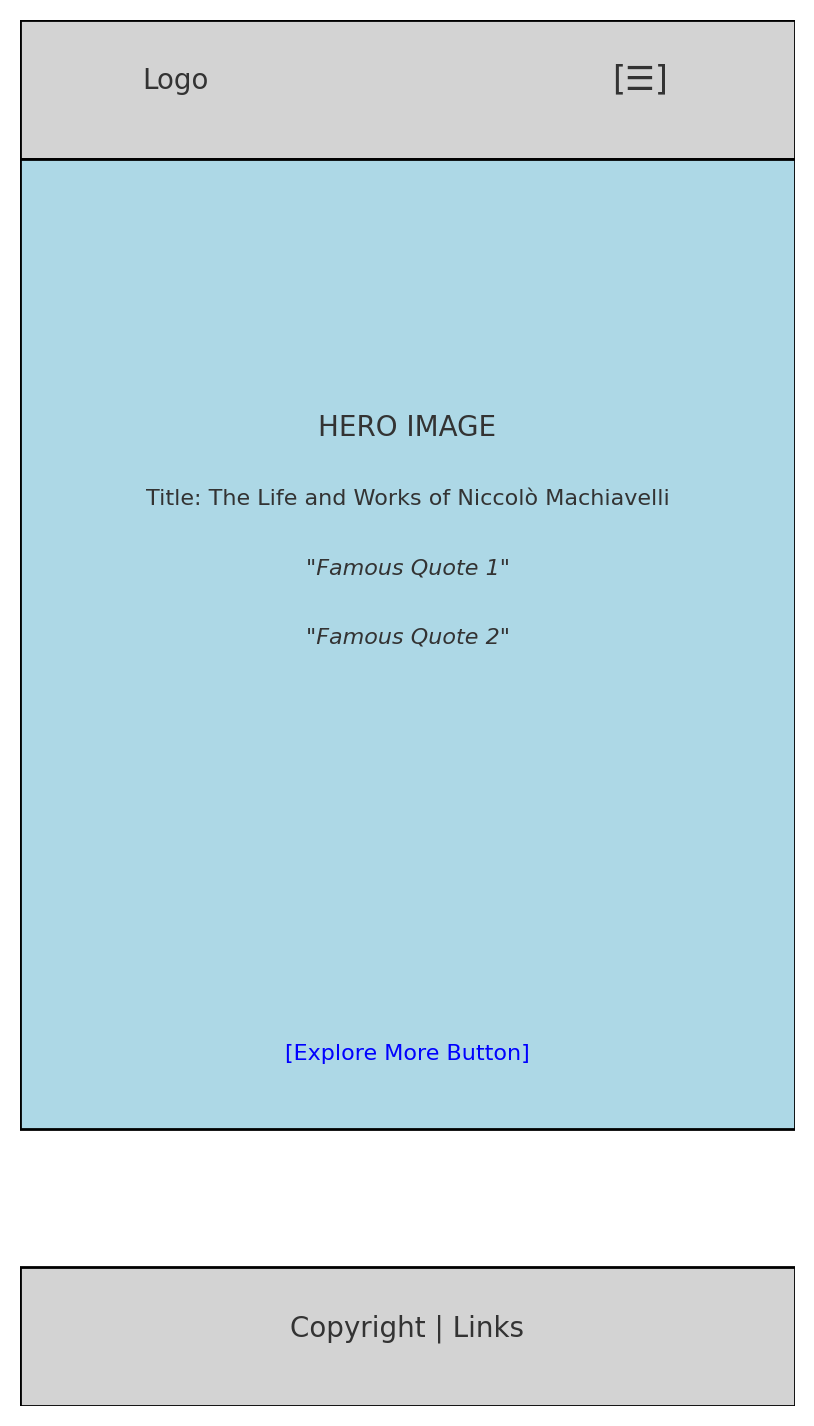 Logo [☰]
HERO IMAGE
Title: The Life and Works of Niccolò Machiavelli
"Famous Quote 1"
"Famous Quote 2"
[Explore More Button]
Copyright | Links